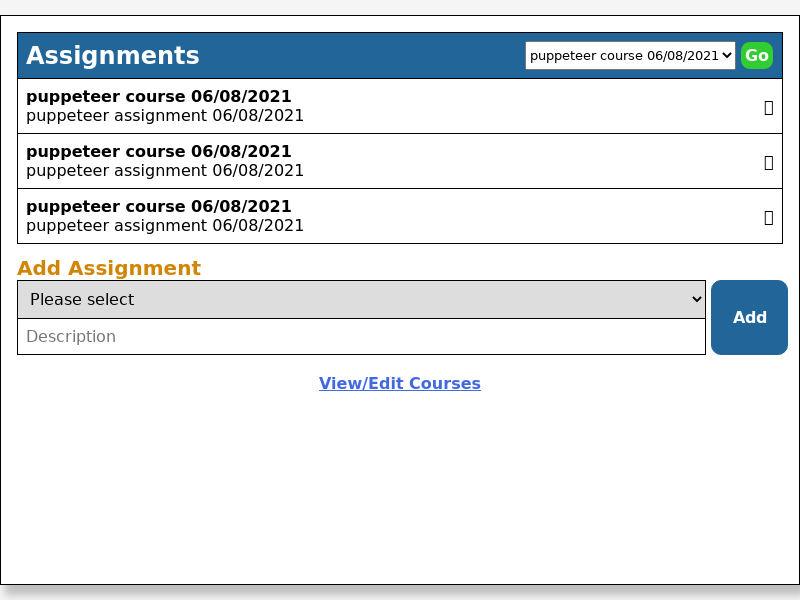 Assignments
puppeteer course 06/08/2021
Go
puppeteer course 06/08/2021
puppeteer assignment 06/08/2021
puppeteer course 06/08/2021
puppeteer assignment 06/08/2021
puppeteer course 06/08/2021
puppeteer assignment 06/08/2021
Add Assignment
Please select
Description
Add
View/Edit Courses